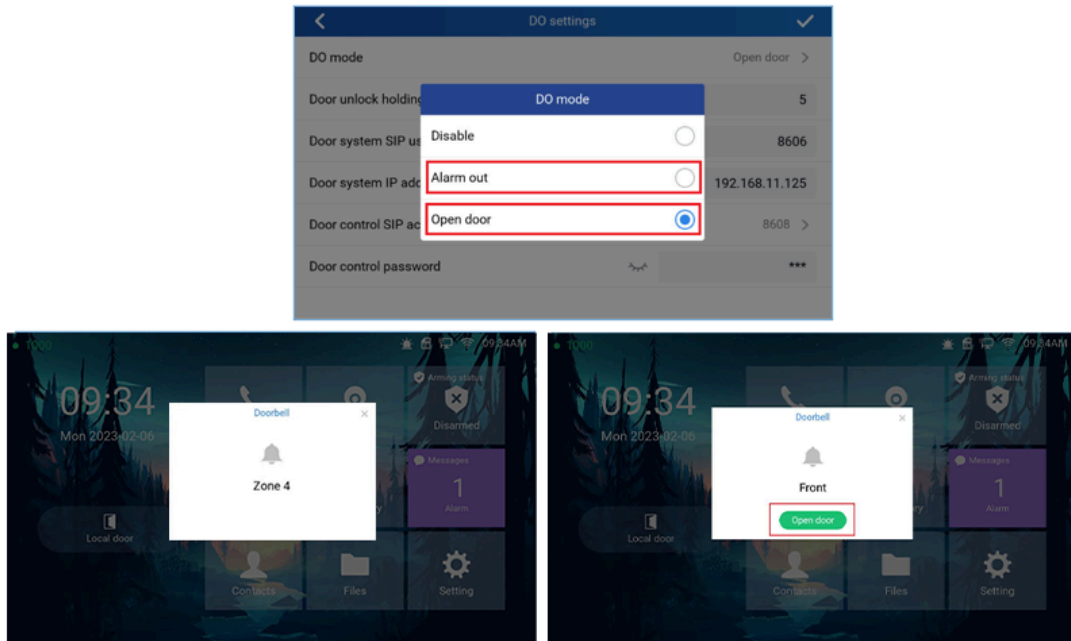 DO settings
DO mode
Open door
Door unlock holding
5
DO mode
Disable
Door system SIP us
8606
Alarm out
Door system IP add
192.168.11.125
Open door
Door control SIP ac
8608
Door control password
***
1000
09:34AM
09:34
Mon 2023-02-06
Doorbell
Zone 4
Arming status
Disarmed
Messages
1
Alarm
Local door
Contacts
Files
Setting
1000
09:34AM
09:34
Mon 2023-02-06
Doorbell
Front
Open door
Arming status
Disarmed
Messages
1
Alarm
Local door
Contacts
Files
Setting